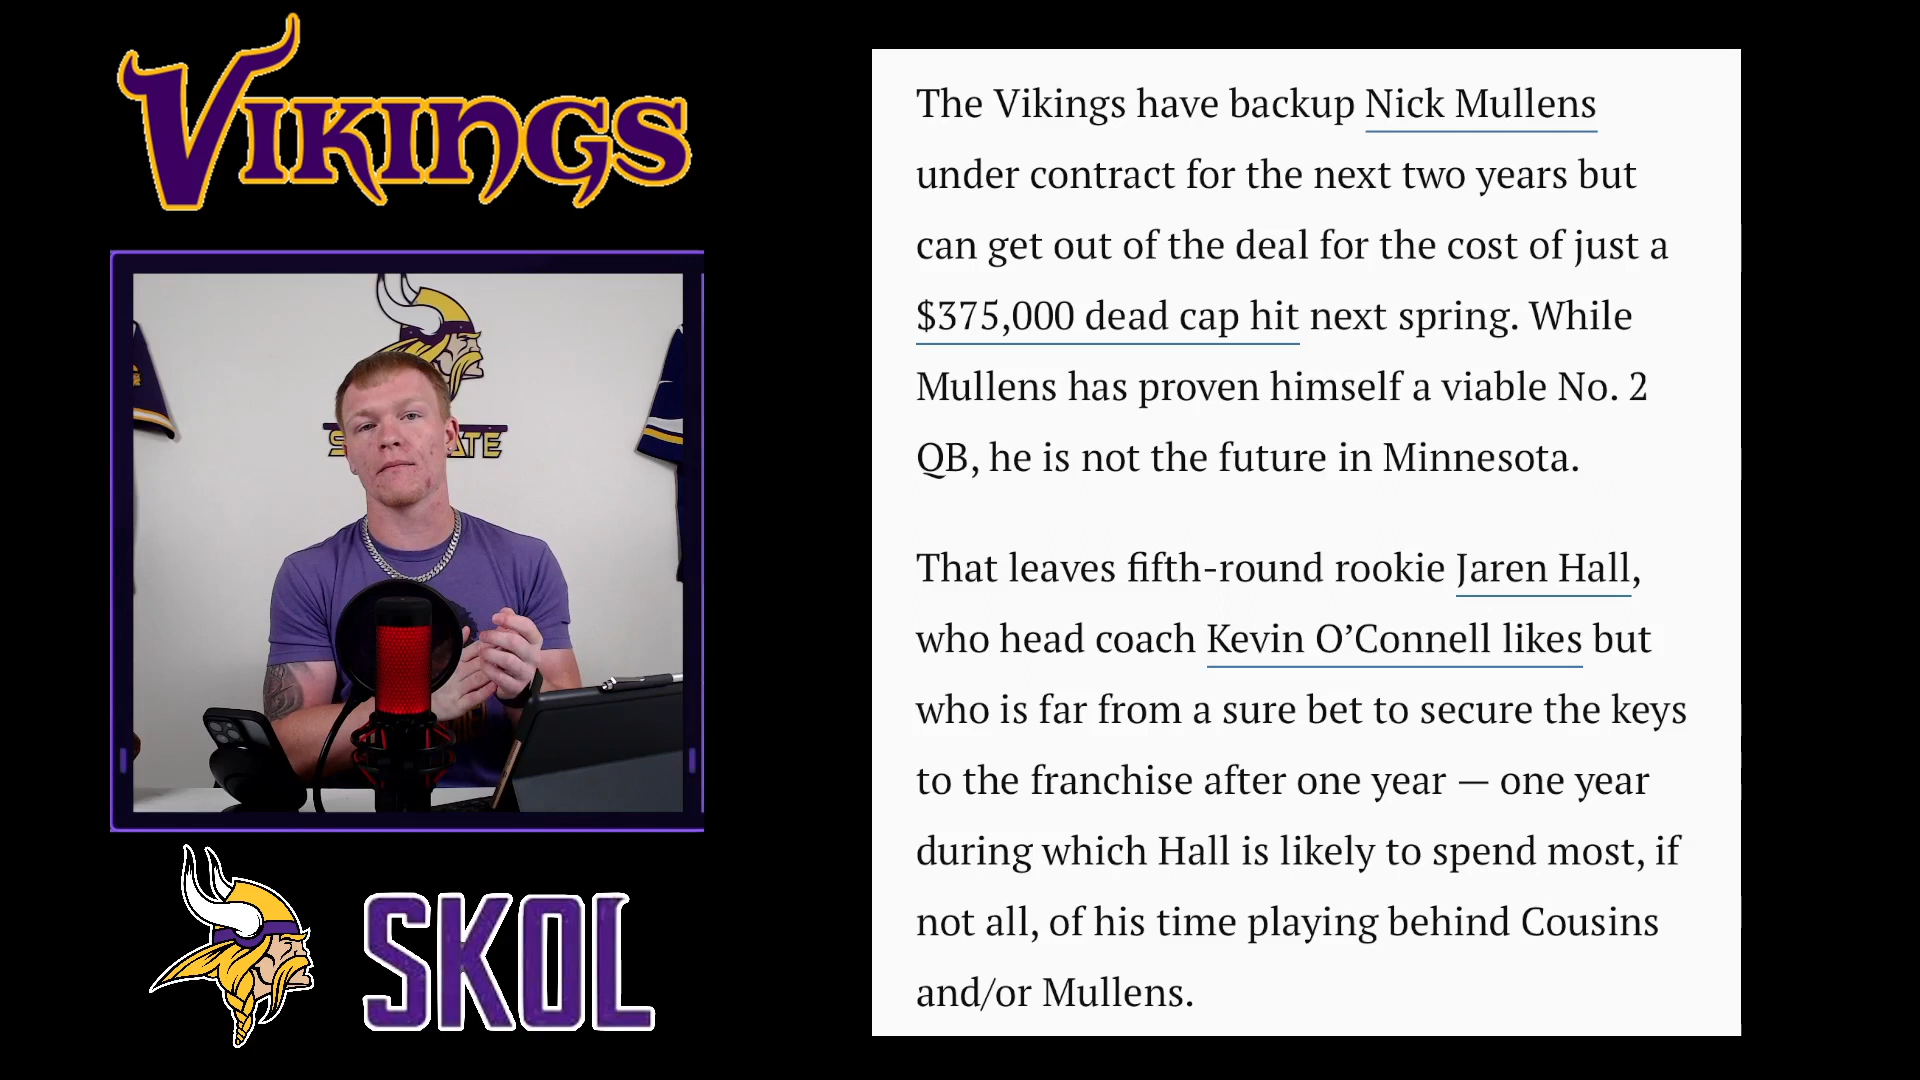 VIKINGS
S ATE
SKOL
The Vikings have backup Nick Mullens
under contract for the next two years but
can get out of the deal for the cost of just a
$375,000 dead cap hit next spring. While
Mullens has proven himself a viable No. 2
QB, he is not the future in Minnesota.
That leaves fifth-round rookie Jaren Hall,
who head coach Kevin O’Connell likes but
who is far from a sure bet to secure the keys
to the franchise after one year — one year
during which Hall is likely to spend most, if
not all, of his time playing behind Cousins
and/or Mullens.